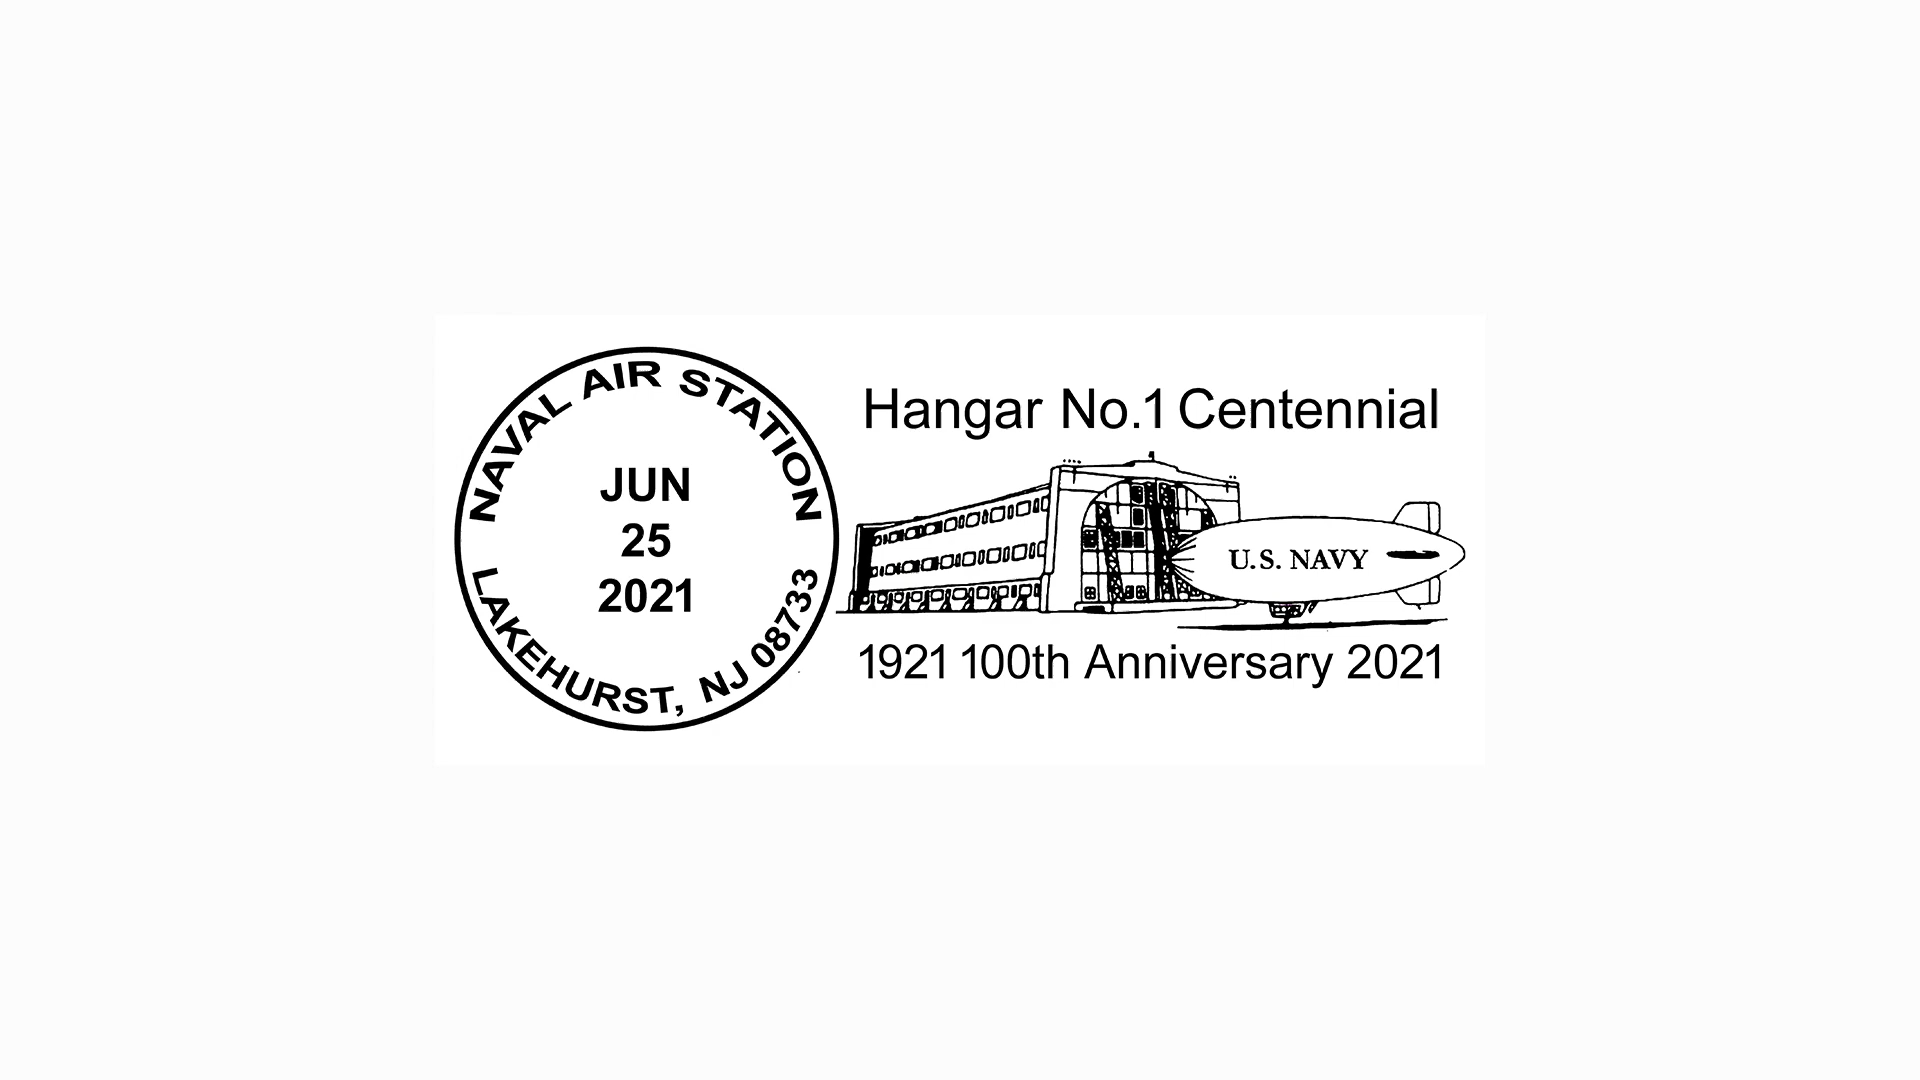 NAVAL AIR STATION
JUN
25
2021
LAKEHURST, NJ 08733
Hangar No.1 Centennial
U.S. NAVY
1921 100th Anniversary 2021